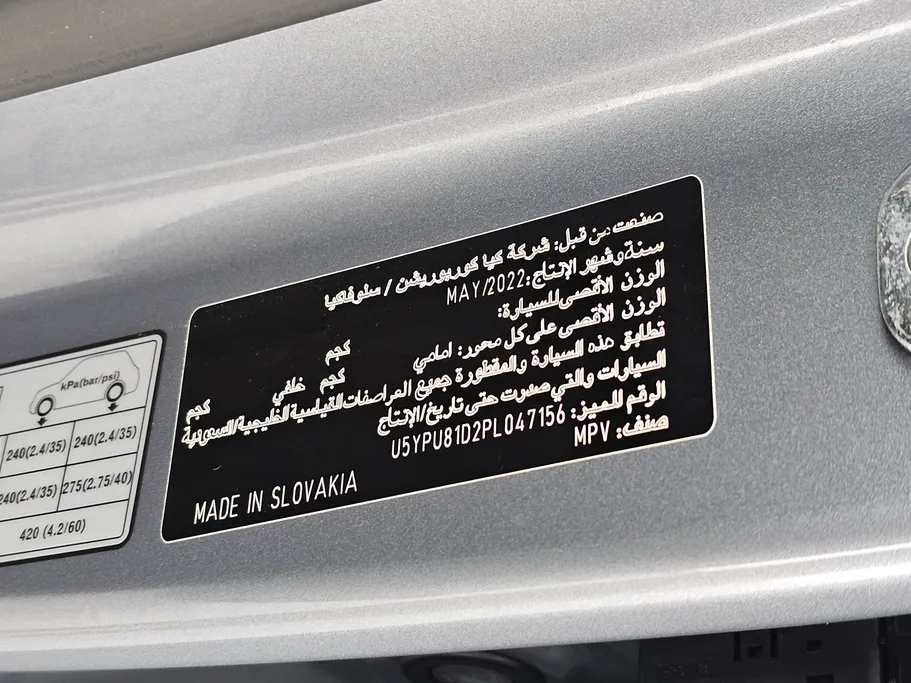 صنعت من قبل: شركة كيا كوربوريشن / سلوفاكيا
سنة وشهر الإنتاج: MAY/2022
الوزن الأقصى للسيارة: كجم
الوزن الأقصى على كل محور: امامي كجم خلفي كجم
تطابق هذه السيارة والمقطورة جميع المراصفات القياسية الخليجية/السعودية
السيارات والتي صدرت حتى تاريخ/الإنتاج
الرقم المميز: U5YPU81D2PL047156
صنف: MPV
MADE IN SLOVAKIA
kPa(bar/psi)
240(2.4/35) 240(2.4/35)
240(2.4/35) 275(2.75/40)
420 (4.2/60)